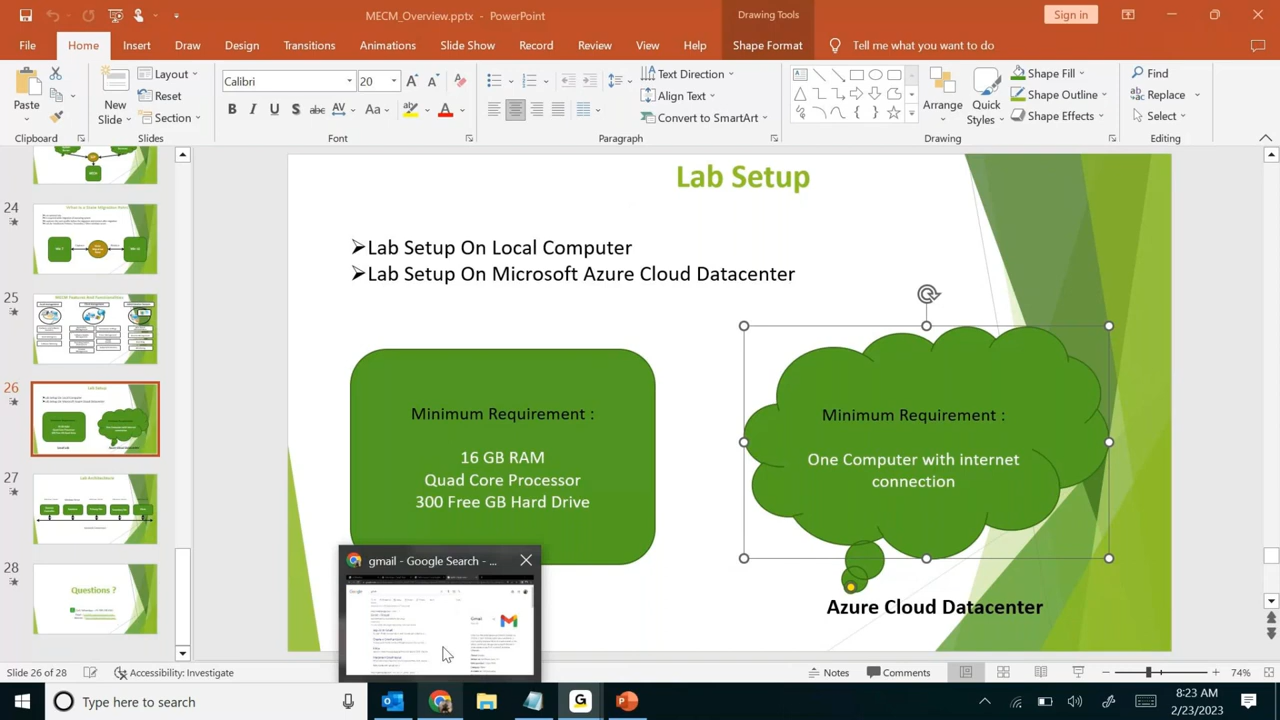 MECM_Overview.pptx - PowerPoint
Drawing Tools
Sign in
File
Home
Insert
Draw
Design
Transitions
Animations
Slide Show
Record
Review
View
Help
Shape Format
Tell me what you want to do
Paste
New
Slide
Layout
Reset
Section
Calibri
20
Text Direction
Align Text
Convert to SmartArt
Arrange
Quick
Styles
Shape Fill
Shape Outline
Shape Effects
Find
Replace
Select
Clipboard
Slides
Font
Paragraph
Drawing
Editing
24
25
26
27
28
Lab Setup
Lab Architecture
Questions ?
Lab Setup
➢Lab Setup On Local Computer
➢Lab Setup On Microsoft Azure Cloud Datacenter
Minimum Requirement :
16 GB RAM
Quad Core Processor
300 Free GB Hard Drive
Minimum Requirement :
One Computer with internet
connection
Azure Cloud Datacenter
gmail - Google Search - ...
Accessibility: Investigate
Comments
74%
Type here to search
8:23 AM
2/23/2023